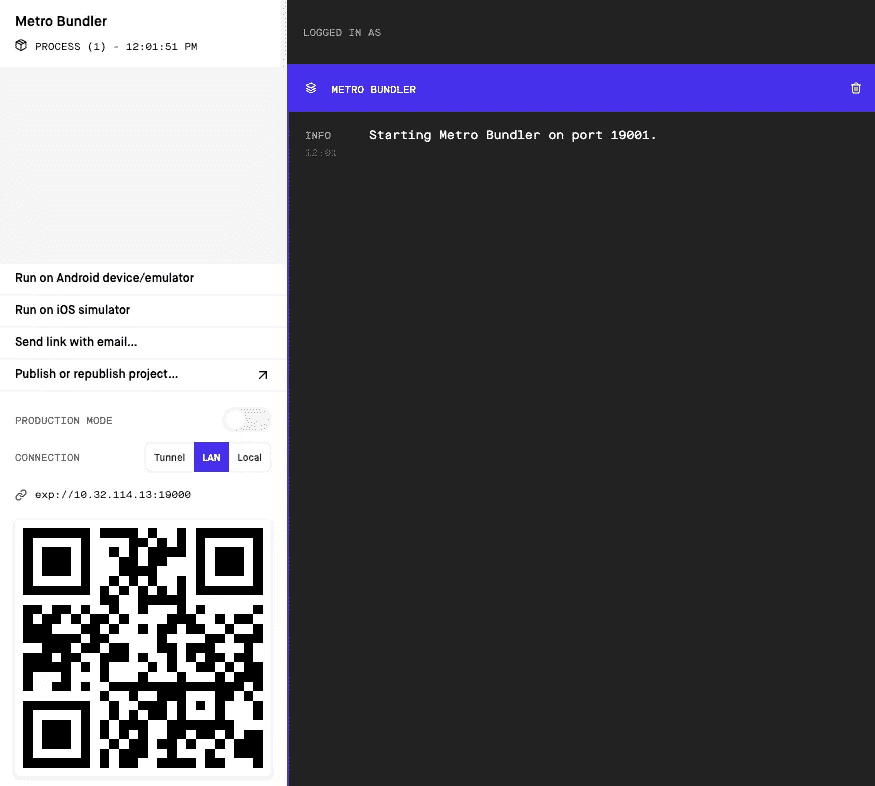 Metro Bundler
PROCESS (1) - 12:01:51 PM
Run on Android device/emulator
Run on iOS simulator
Send link with email...
Publish or republish project...
PRODUCTION MODE
CONNECTION
Tunnel
LAN
Local
exp://10.32.114.13:19000
LOGGED IN AS
METRO BUNDLER
INFO
Starting Metro Bundler on port 19001.
12:01